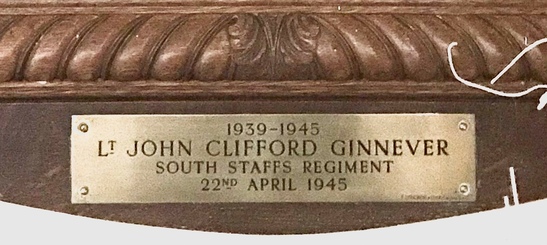 1939-1945
LT JOHN CLIFFORD GINNEVER
SOUTH STAFFS REGIMENT
22ND APRIL 1945